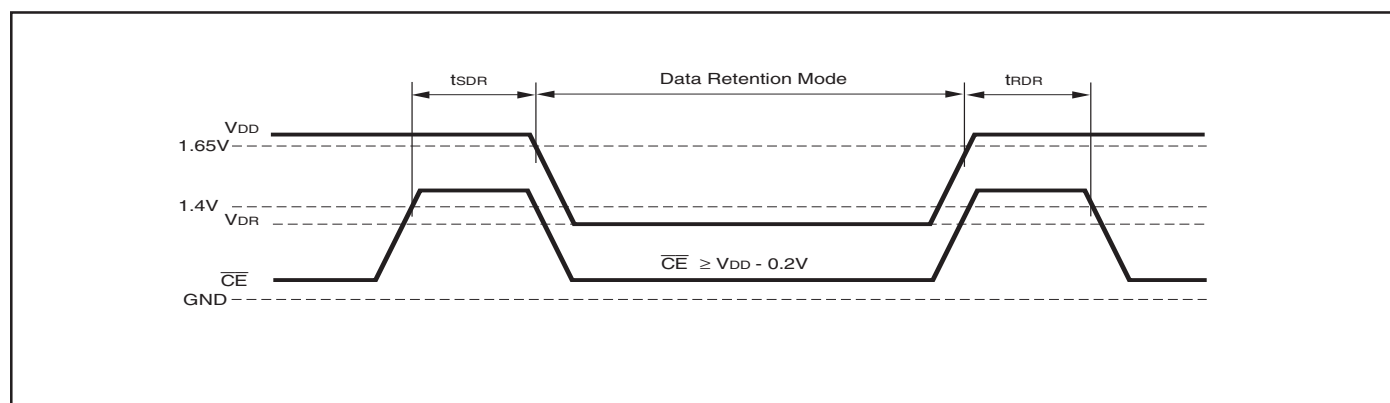 tSDR Data Retention Mode tRDR
VDD
1.65V
1.4V
VDR
CE ≥ VDD - 0.2V
CE
GND